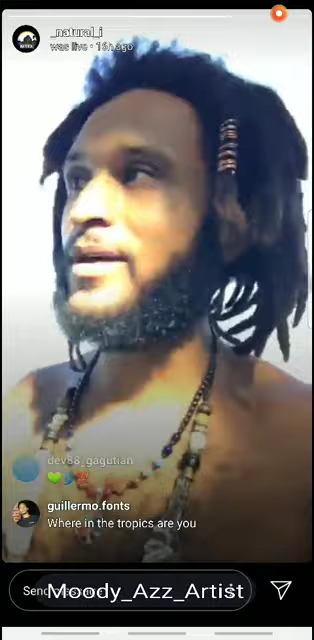 _natural_i
was live • 16h ago
dev88_gagutian
guillermo.fonts
Where in the tropics are you
Moody_Azz_Artist